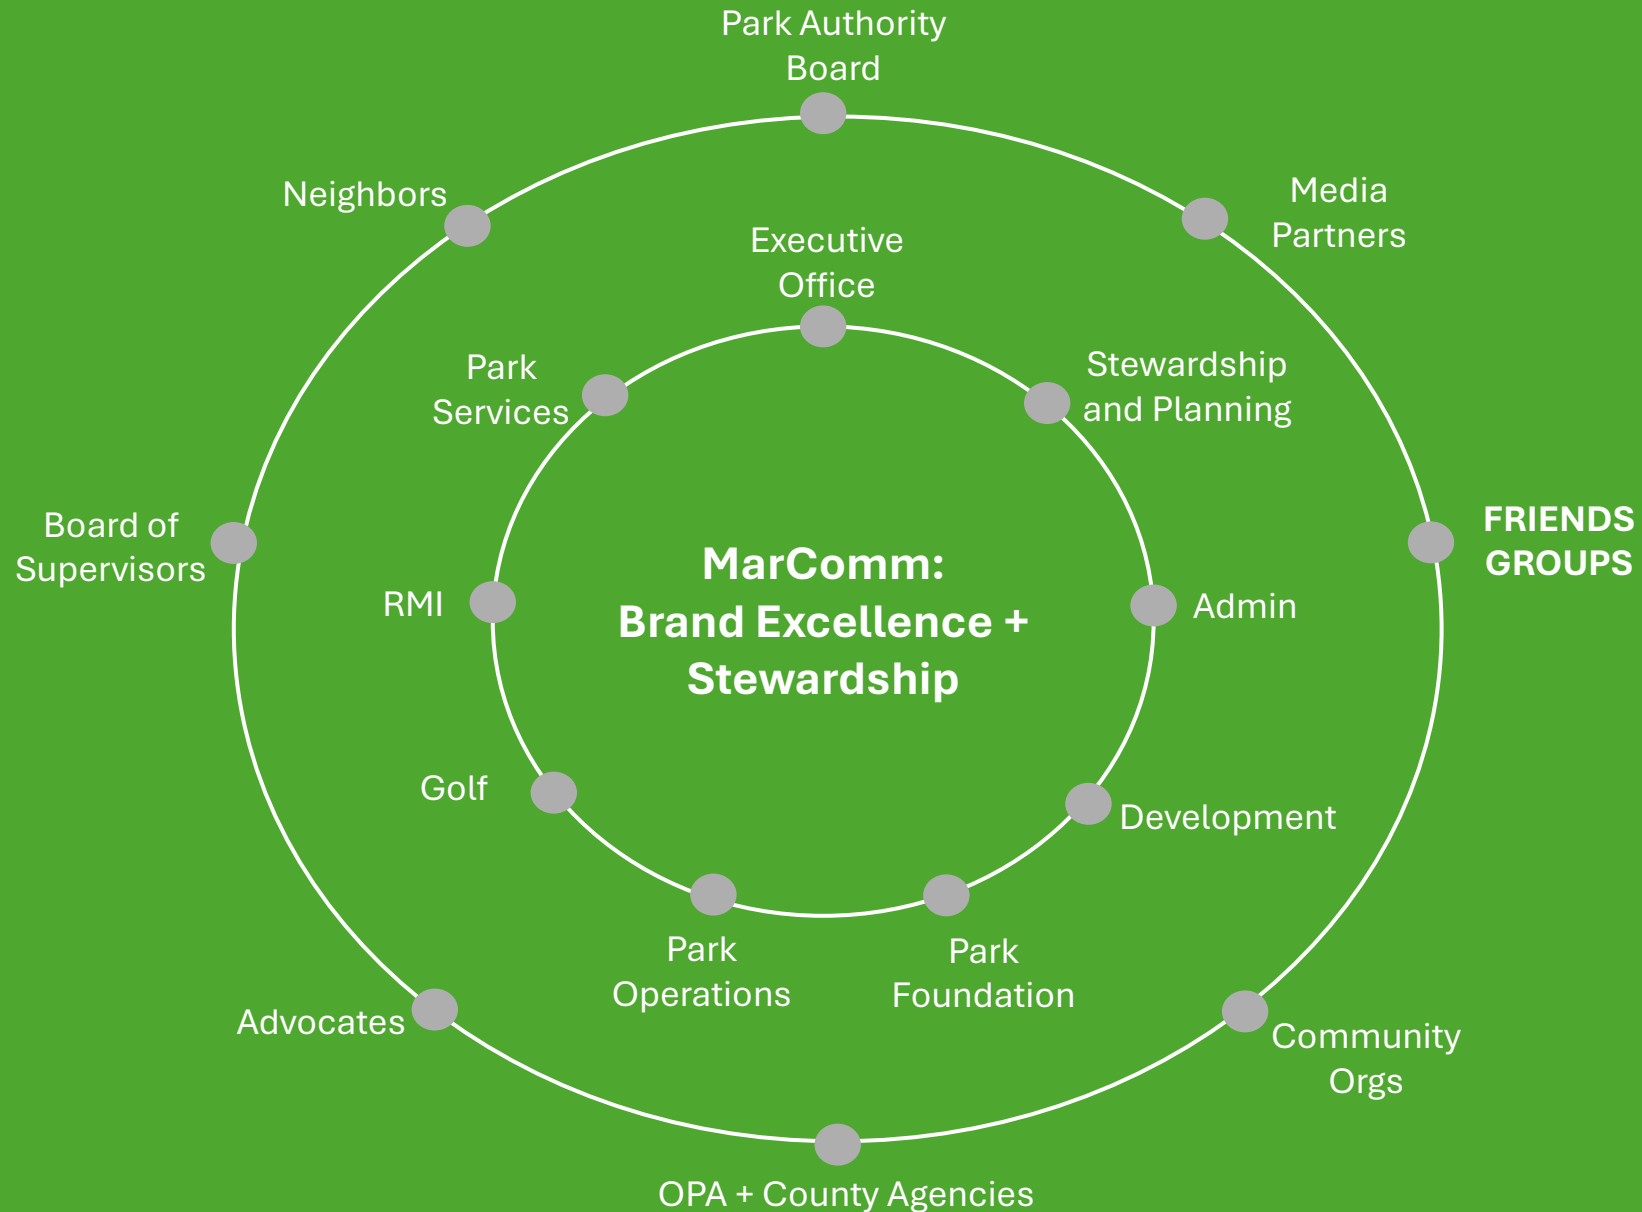 Park Authority
Board
Neighbors
Media
Partners
Executive
Office
Park
Services
Stewardship
and Planning
Board of
Supervisors
FRIENDS
GROUPS
MarComm:
Brand Excellence +
Stewardship
RMI
Admin
Golf
Development
Park
Operations
Park
Foundation
Advocates
Community
Orgs
OPA + County Agencies